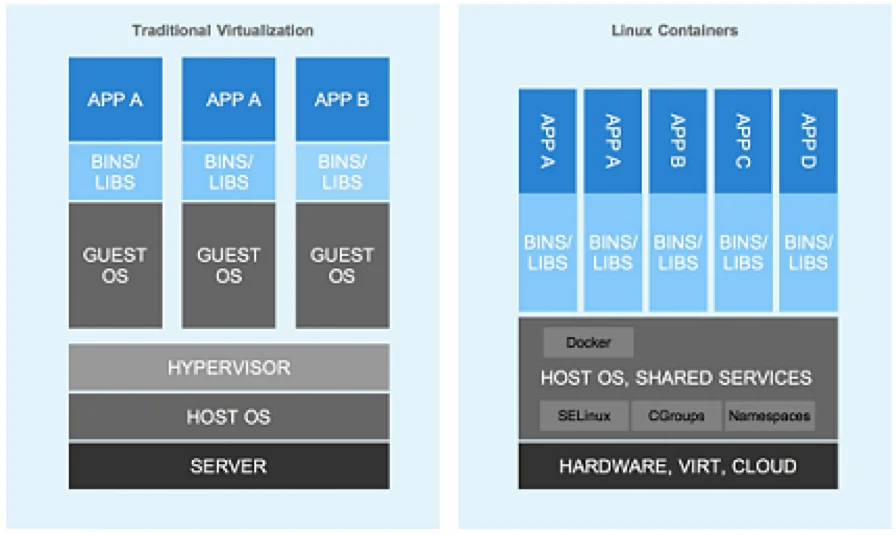 Traditional Virtualization
APP A
APP A
APP B
BINS/
LIBS
BINS/
LIBS
BINS/
LIBS
GUEST
OS
GUEST
OS
GUEST
OS
HYPERVISOR
HOST OS
SERVER
Linux Containers
APP A
APP A
APP B
APP C
APP D
BINS/
LIBS
BINS/
LIBS
BINS/
LIBS
BINS/
LIBS
BINS/
LIBS
Docker
HOST OS, SHARED SERVICES
SELinux
CGroups
Namespaces
HARDWARE, VIRT, CLOUD